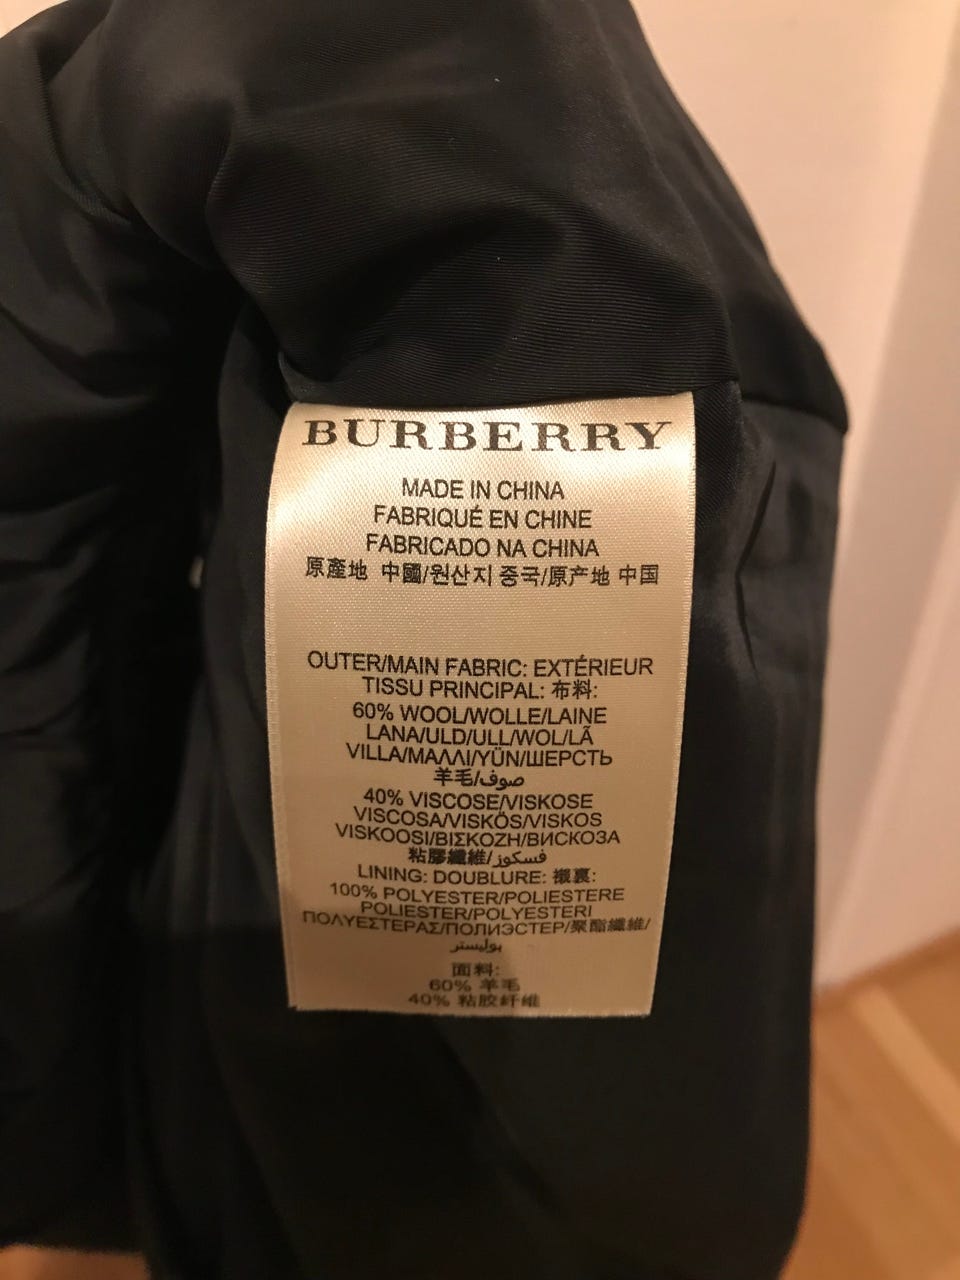 BURBERRY
MADE IN CHINA
FABRIQUÉ EN CHINE
FABRICADO NA CHINA
原產地 中國/원산지 중국/原产地 中国
OUTER/MAIN FABRIC: EXTÉRIEUR
TISSU PRINCIPAL: 布料:
60% WOOL/WOLLE/LAINE
LANA/ULD/ULL/WOL/LÃ
VILLA/ΜΑΛΛΙ/YÜN/ШЕРСТЬ
羊毛/صوف
40% VISCOSE/VISKOSE
VISCOSA/VISKÓS/VISKOS
VISKOOSI/ΒΙΣΚΟΖΗ/ВИСКОЗА
粘膠纖維/فسكوز
LINING: DOUBLURE: 襯裏:
100% POLYESTER/POLIESTERE
POLIESTER/POLYESTERI
ΠΟΛΥΕΣΤΕΡΑΣ/ПОЛИЭСТЕР/聚酯纖維/
بوليستر
面料:
60% 羊毛
40% 粘胶纤维